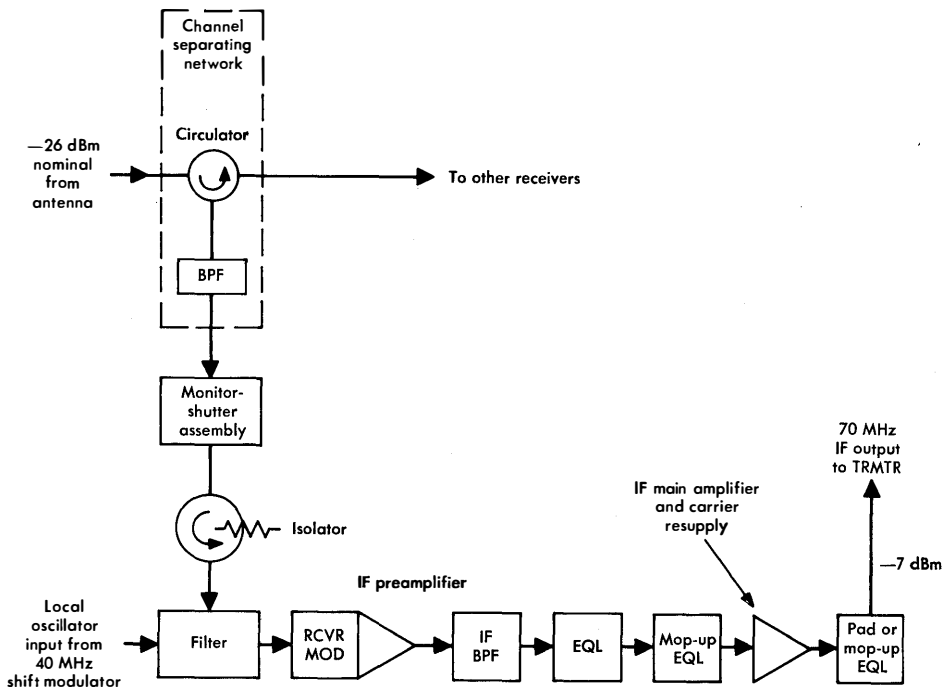 Channel
separating
network
Circulator
—26 dBm
nominal
from
antenna
To other receivers
BPF
Monitor-
shutter
assembly
Isolator
70 MHz
IF output
to TRMTR
IF main amplifier
and carrier
resupply
—7 dBm
IF preamplifier
Local
oscillator
input from
40 MHz
shift modulator
Filter
RCVR
MOD
IF
BPF
EQL
Mop-up
EQL
Pad or
mop-up
EQL